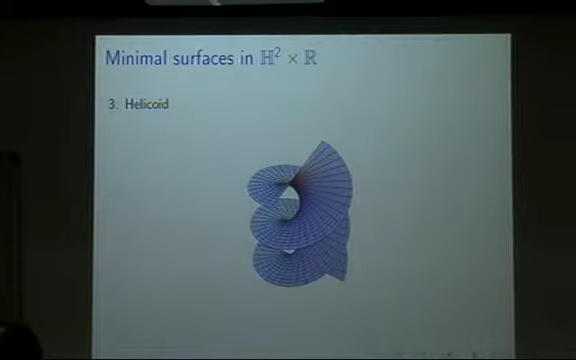 Minimal surfaces in ℍ² × ℝ
3. Helicoid